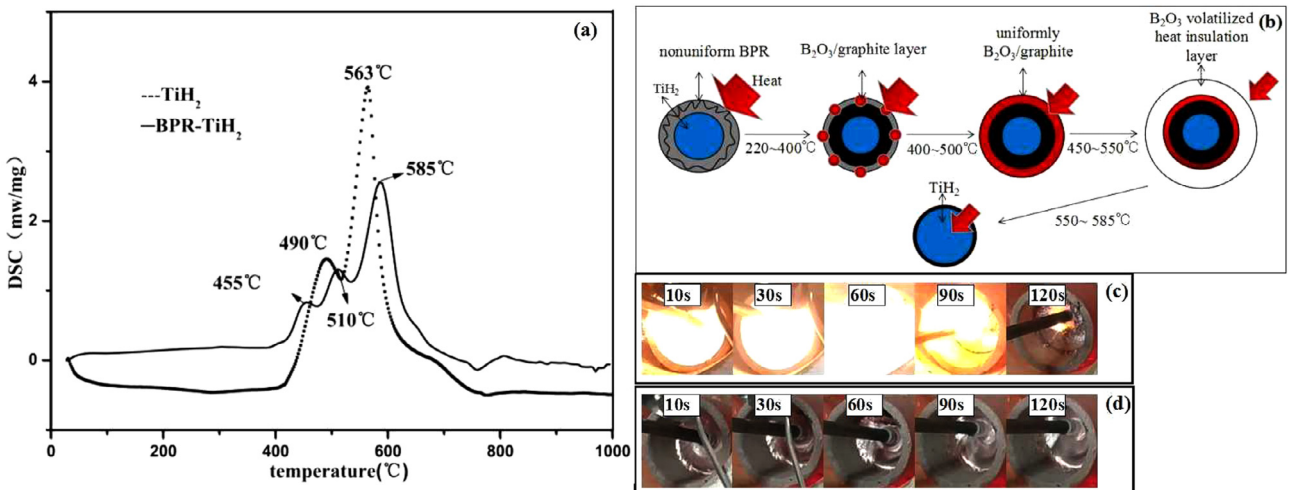 (a)
4
2
0
DSC (mw/mg)
563℃
---TiH₂
—BPR-TiH₂
585℃
490℃
455℃
510℃
0
200
400
600
800
1000
temperature(℃)
(b)
nonuniform BPR
TiH₂
Heat
220~400℃
B₂O₃/graphite layer
400~500℃
uniformly
B₂O₃/graphite
450~550℃
B₂O₃ volatilized
heat insulation
layer
550~ 585℃
TiH₂
10s 30s 60s 90s 120s (c)
10s 30s 60s 90s 120s (d)